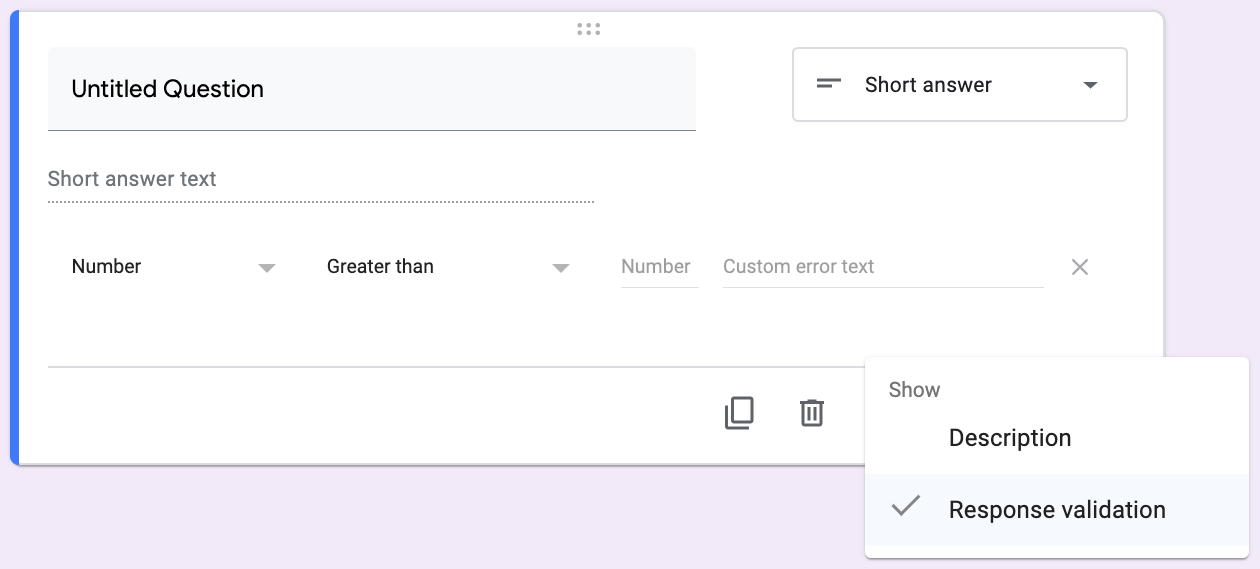 Untitled Question
Short answer
Short answer text
Number Greater than Number Custom error text
Show
Description
Response validation